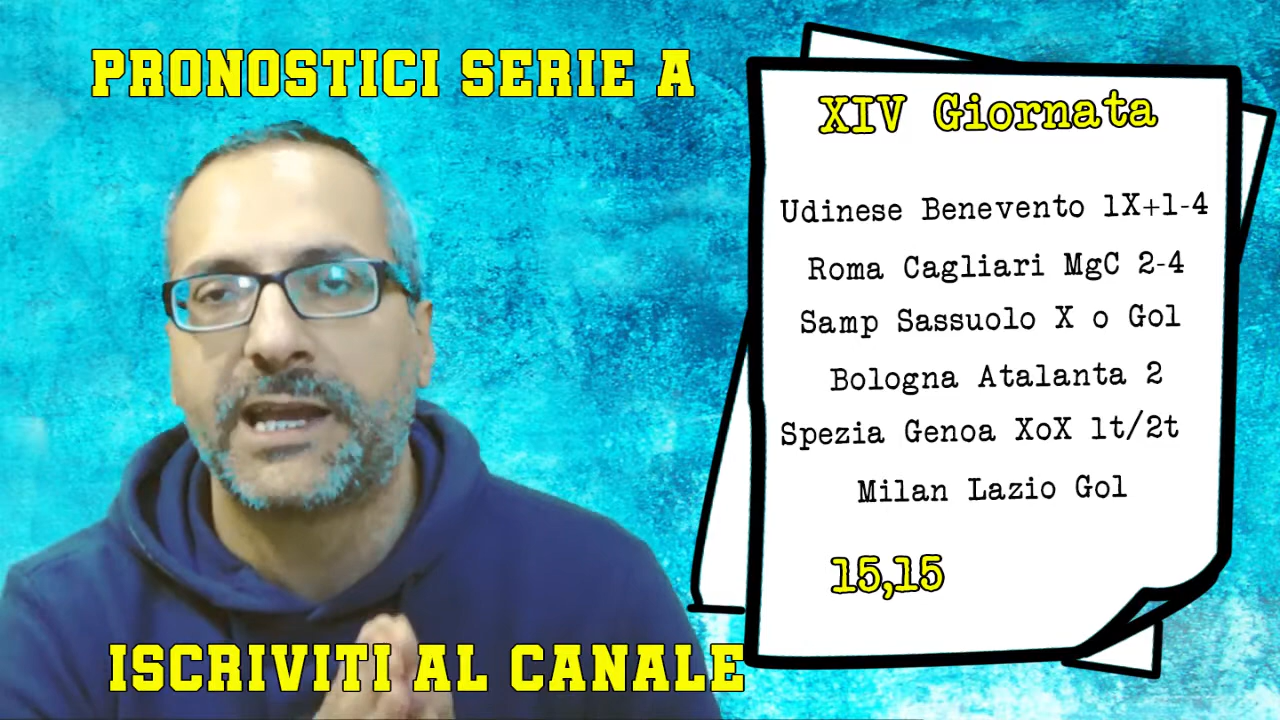 PRONOSTICI SERIE A
XIV Giornata
Udinese Benevento 1X+1-4
Roma Cagliari MgC 2-4
Samp Sassuolo X o Gol
Bologna Atalanta 2
Spezia Genoa XoX 1t/2t
Milan Lazio Gol
15,15
ISCRIVITI AL CANALE